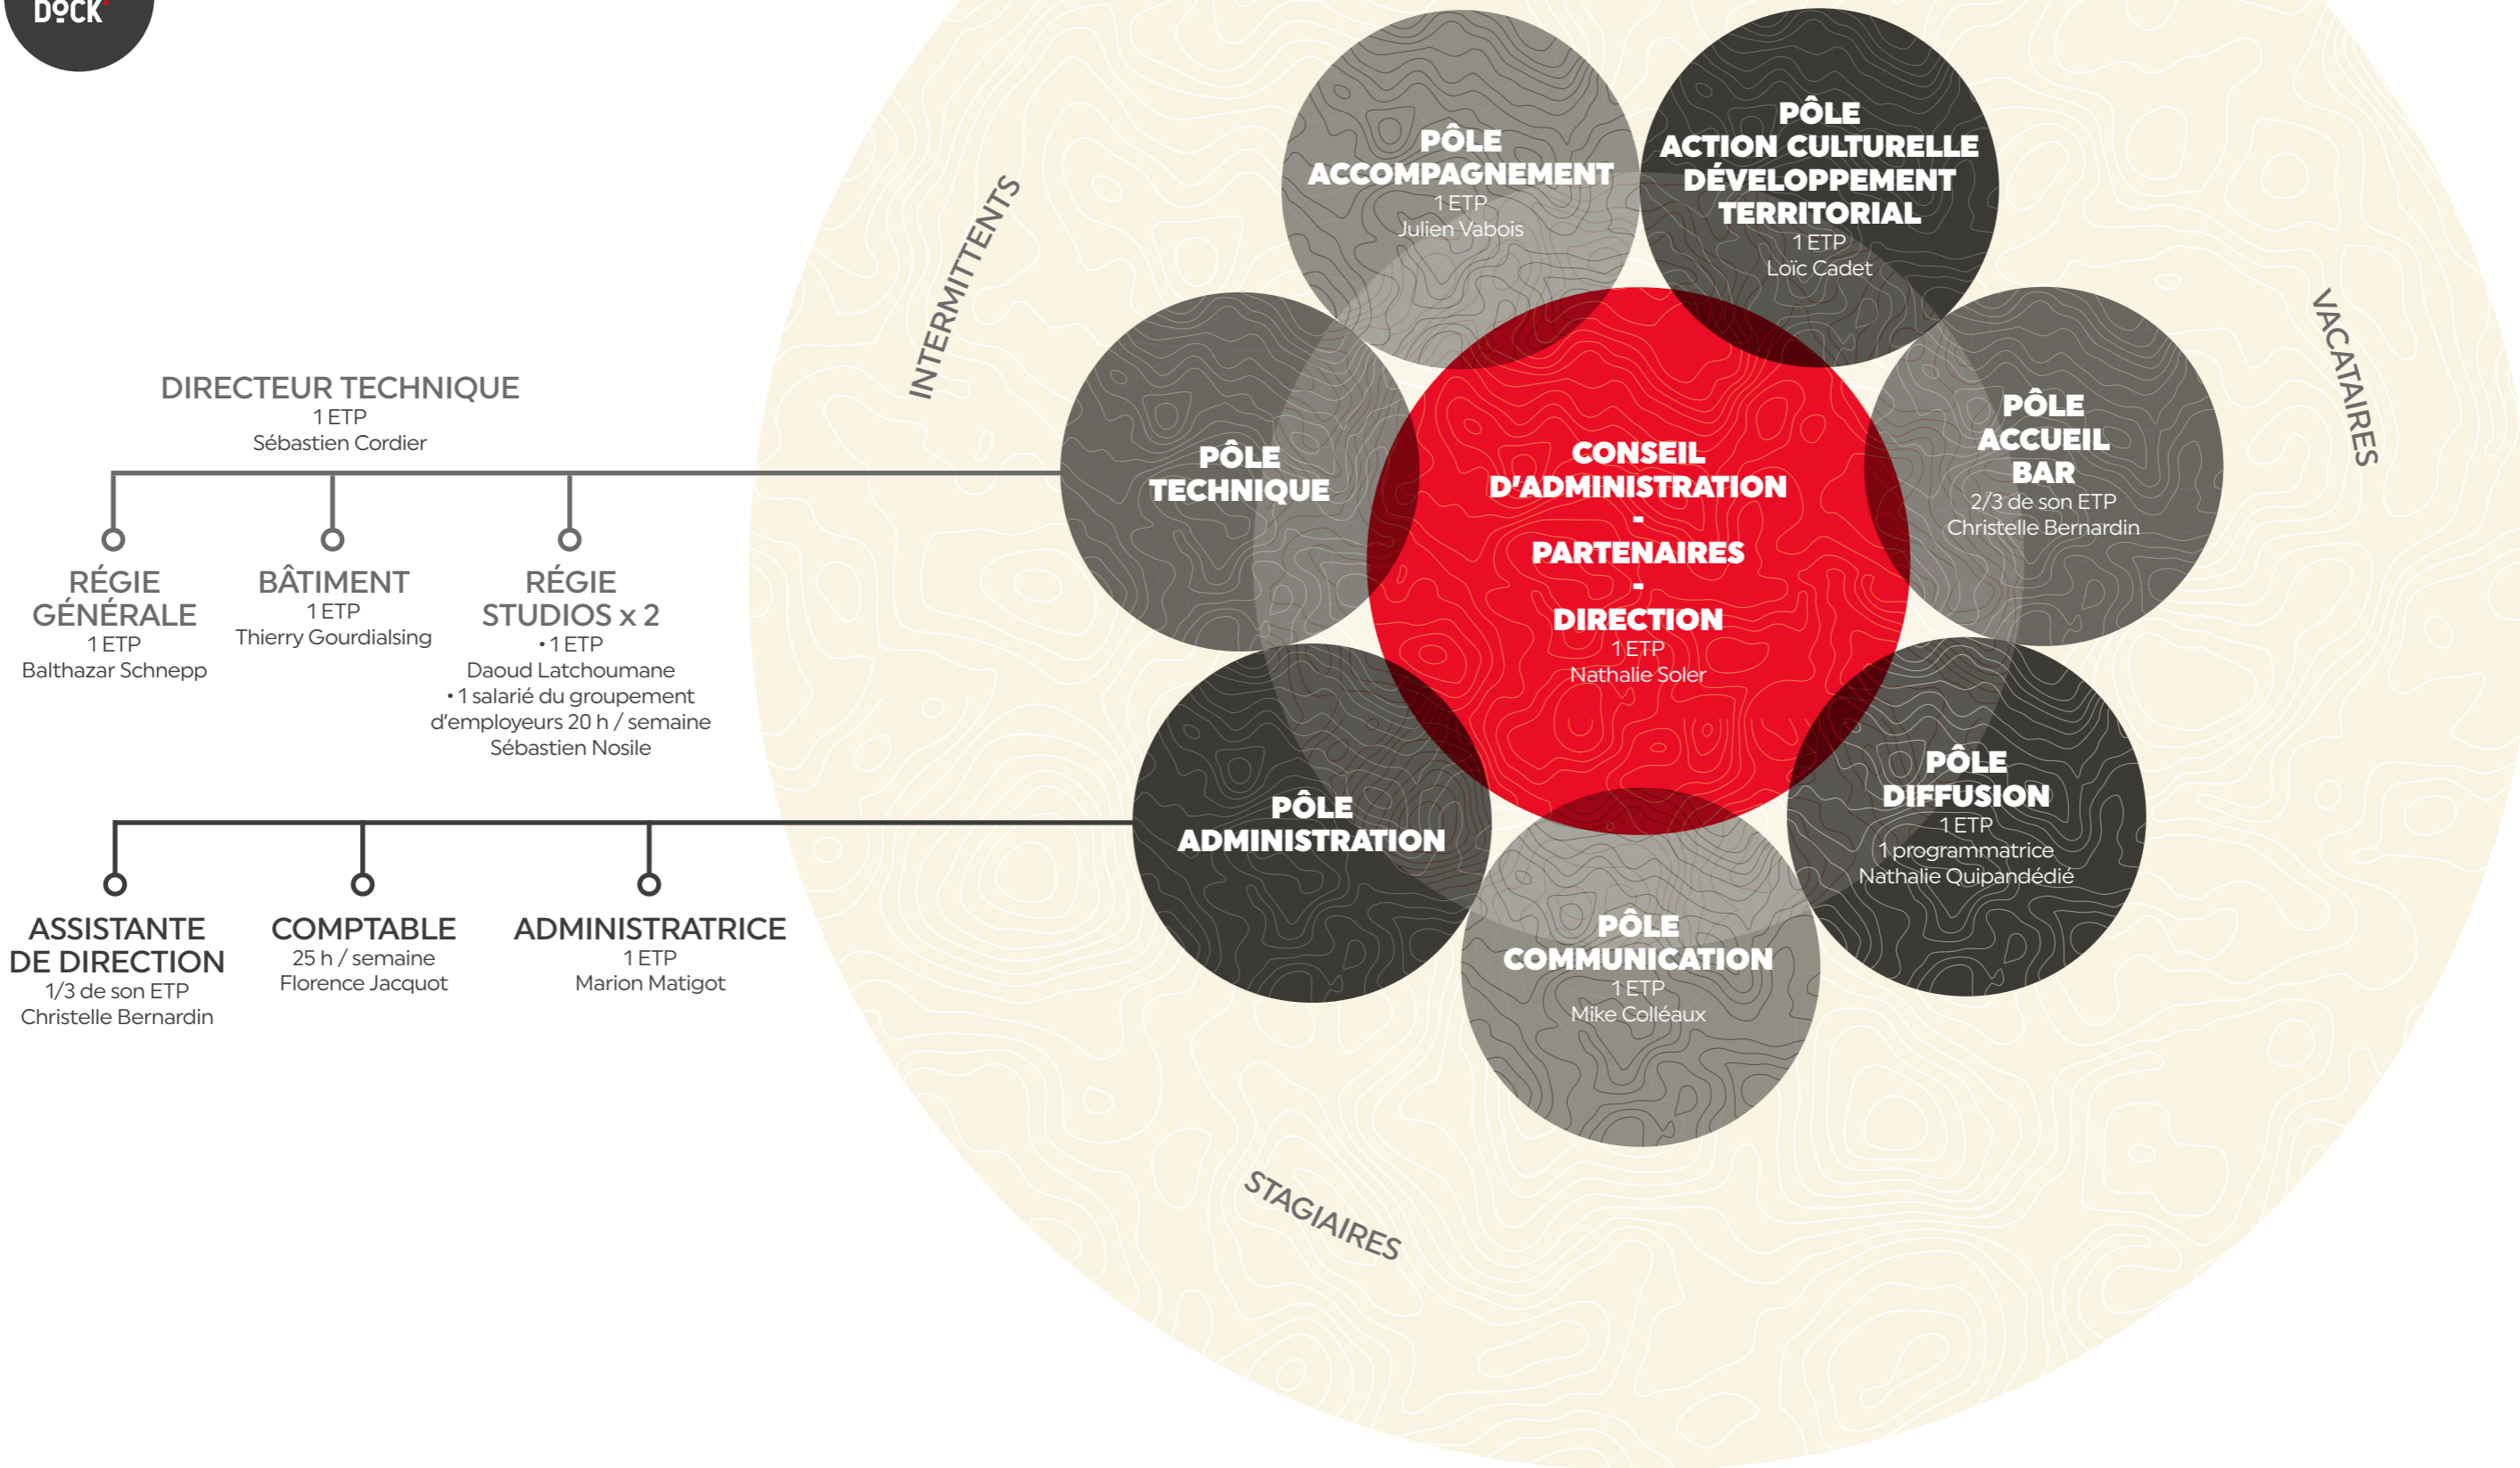 DOCK
INTERMITTENTS
VACATAIRES
STAGIAIRES
PÔLE
ACCOMPAGNEMENT
1 ETP
Julien Vabois
PÔLE
ACTION CULTURELLE
DÉVELOPPEMENT
TERRITORIAL
1 ETP
Loïc Cadet
PÔLE
ACCUEIL
BAR
2/3 de son ETP
Christelle Bernardin
PÔLE
DIFFUSION
1 ETP
1 programmatrice
Nathalie Quipandédié
PÔLE
COMMUNICATION
1 ETP
Mike Colléaux
CONSEIL
D'ADMINISTRATION
-
PARTENAIRES
-
DIRECTION
1 ETP
Nathalie Soler
PÔLE
TECHNIQUE
DIRECTEUR TECHNIQUE
1 ETP
Sébastien Cordier
RÉGIE
GÉNÉRALE
1 ETP
Balthazar Schnepp
BÂTIMENT
1 ETP
Thierry Gourdialsing
RÉGIE
STUDIOS x 2
• 1 ETP
Daoud Latchoumane
• 1 salarié du groupement
d'employeurs 20 h / semaine
Sébastien Nosile
PÔLE
ADMINISTRATION
ASSISTANTE
DE DIRECTION
1/3 de son ETP
Christelle Bernardin
COMPTABLE
25 h / semaine
Florence Jacquot
ADMINISTRATRICE
1 ETP
Marion Matigot